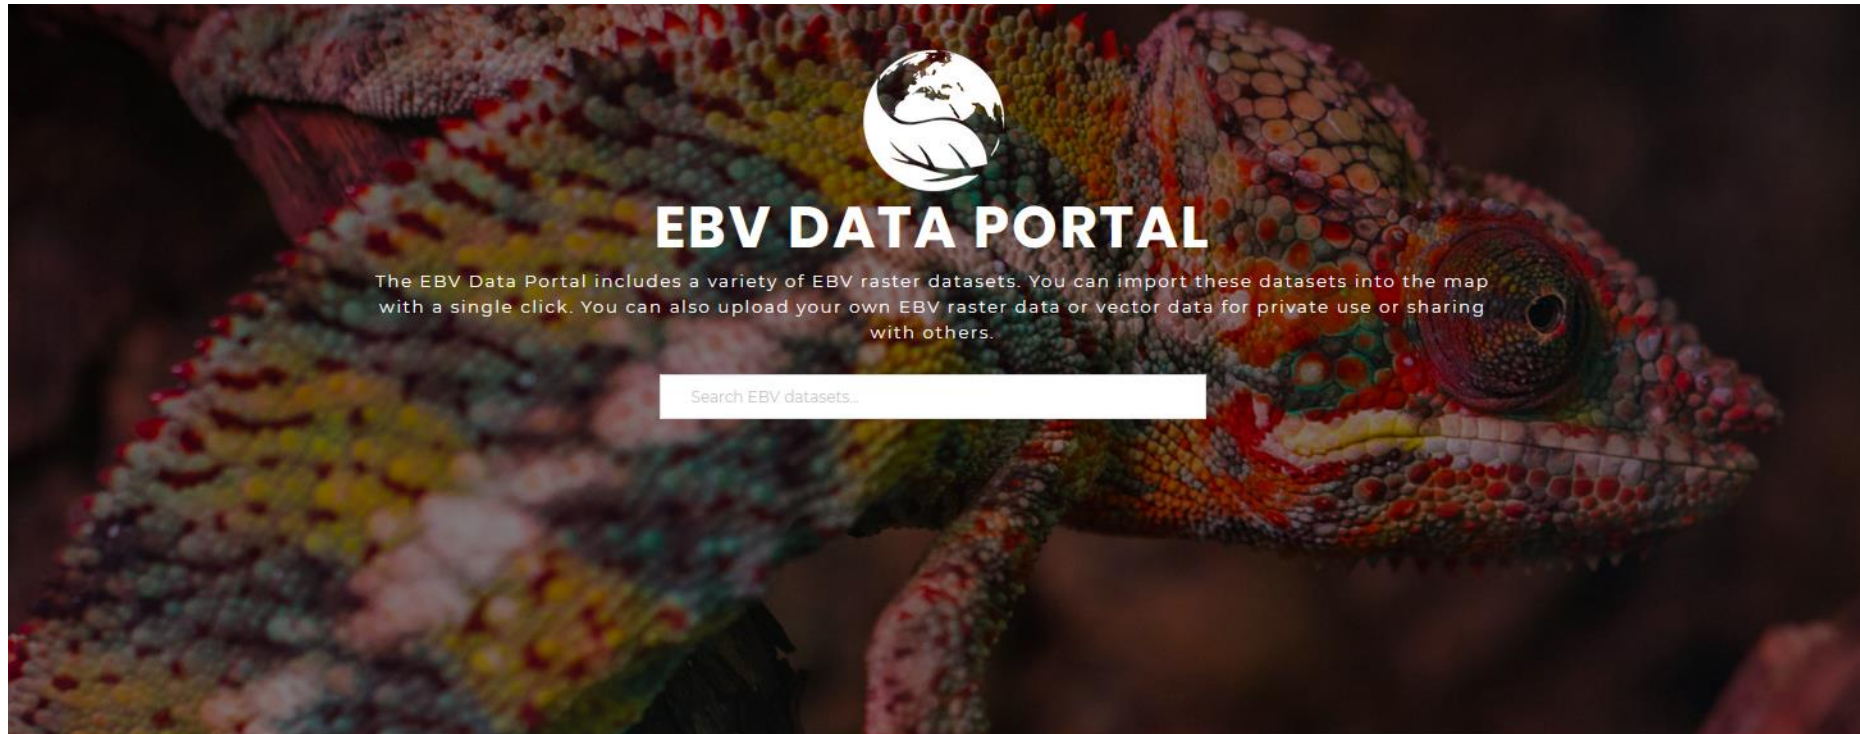 EBV DATA PORTAL
The EBV Data Portal includes a variety of EBV raster datasets. You can import these datasets into the map
with a single click. You can also upload your own EBV raster data or vector data for private use or sharing
with others.
Search EBV datasets...